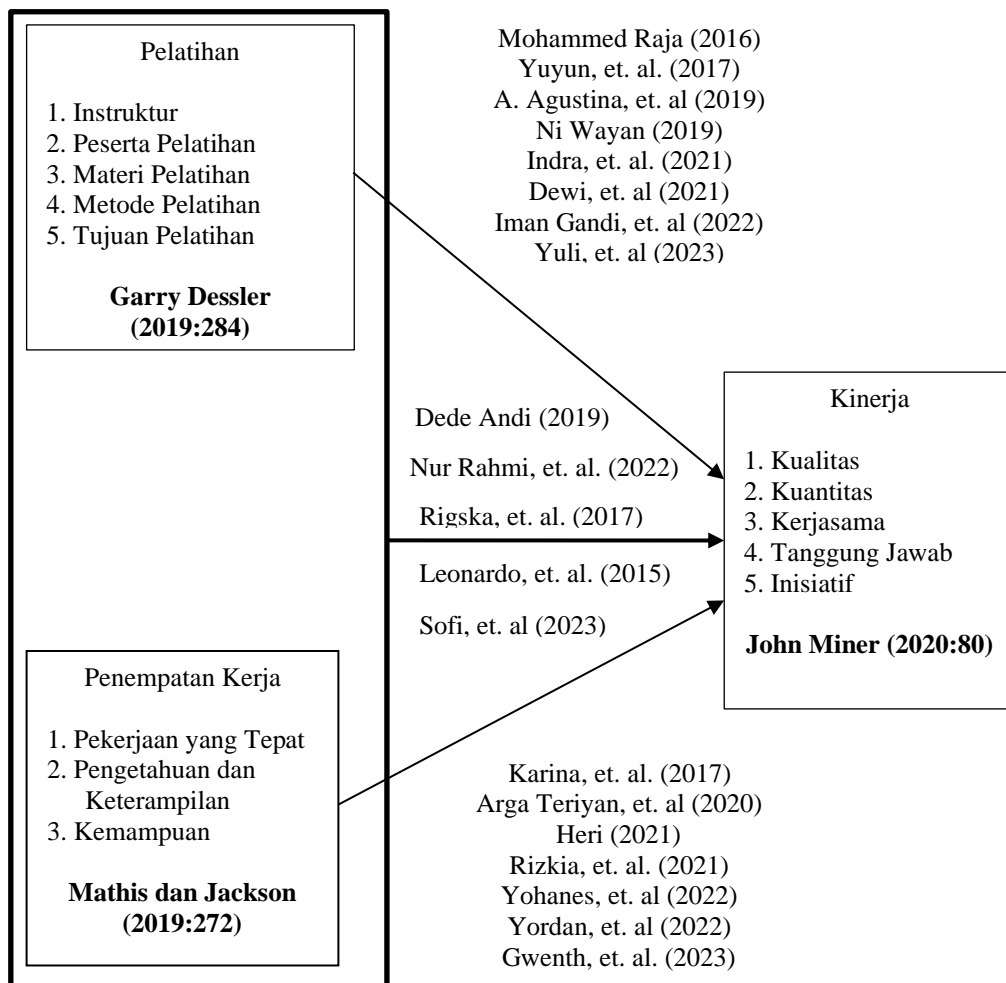 Pelatihan
1. Instruktur
2. Peserta Pelatihan
3. Materi Pelatihan
4. Metode Pelatihan
5. Tujuan Pelatihan
Garry Dessler
(2019:284)
Mohammed Raja (2016)
Yuyun, et. al. (2017)
A. Agustina, et. al (2019)
Ni Wayan (2019)
Indra, et. al. (2021)
Dewi, et. al (2021)
Iman Gandi, et. al (2022)
Yuli, et. al (2023)
Dede Andi (2019)
Nur Rahmi, et. al. (2022)
Rigska, et. al. (2017)
Leonardo, et. al. (2015)
Sofi, et. al (2023)
Kinerja
1. Kualitas
2. Kuantitas
3. Kerjasama
4. Tanggung Jawab
5. Inisiatif
John Miner (2020:80)
Penempatan Kerja
1. Pekerjaan yang Tepat
2. Pengetahuan dan
Keterampilan
3. Kemampuan
Mathis dan Jackson
(2019:272)
Karina, et. al. (2017)
Arga Teriyan, et. al (2020)
Heri (2021)
Rizkia, et. al. (2021)
Yohanes, et. al (2022)
Yordan, et. al (2022)
Gwenth, et. al. (2023)